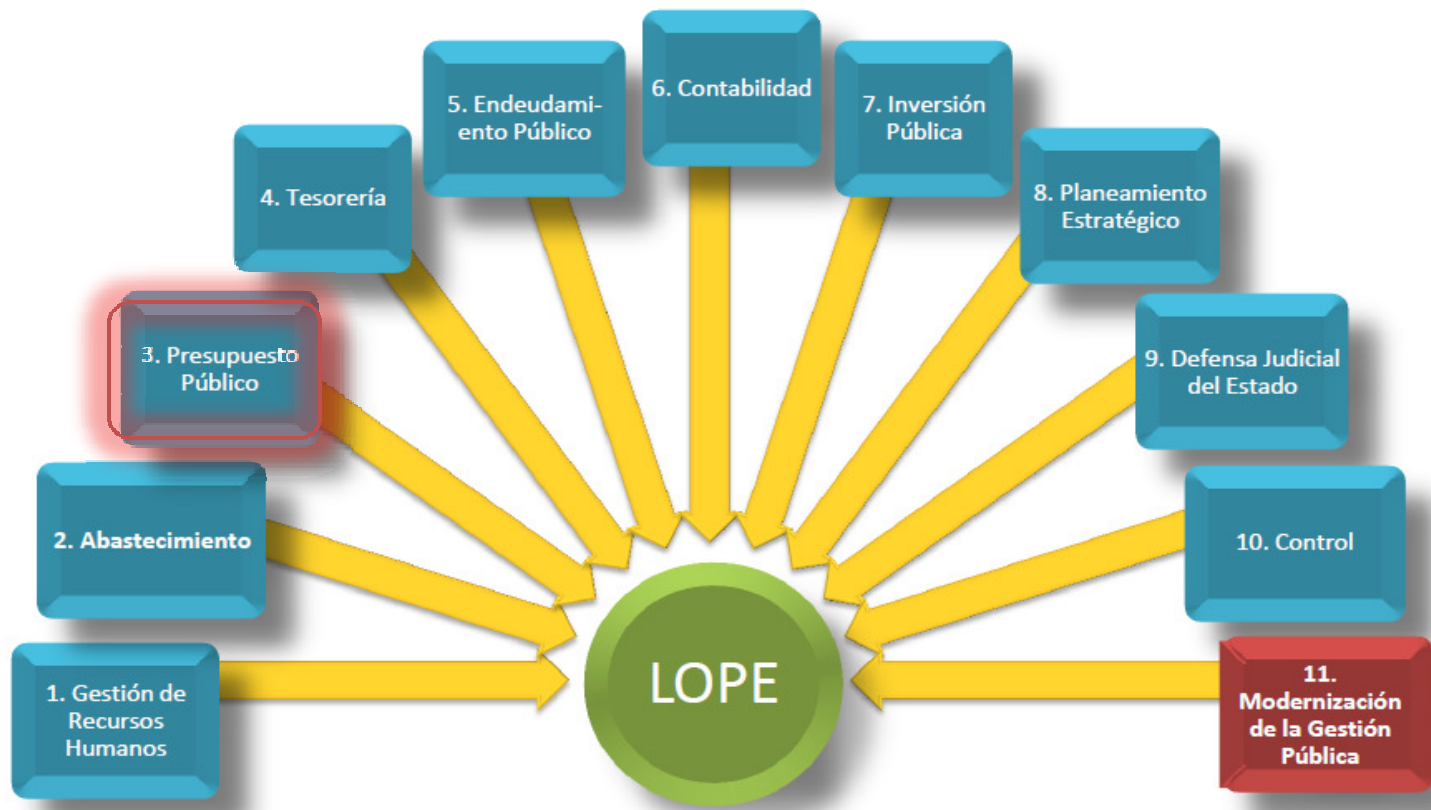 1. Gestión de
Recursos
Humanos
2. Abastecimiento
3. Presupuesto
Público
4. Tesorería
5. Endeudami-
ento Público
6. Contabilidad
7. Inversión
Pública
8. Planeamiento
Estratégico
9. Defensa Judicial
del Estado
10. Control
11.
Modernización
de la Gestión
Pública
LOPE